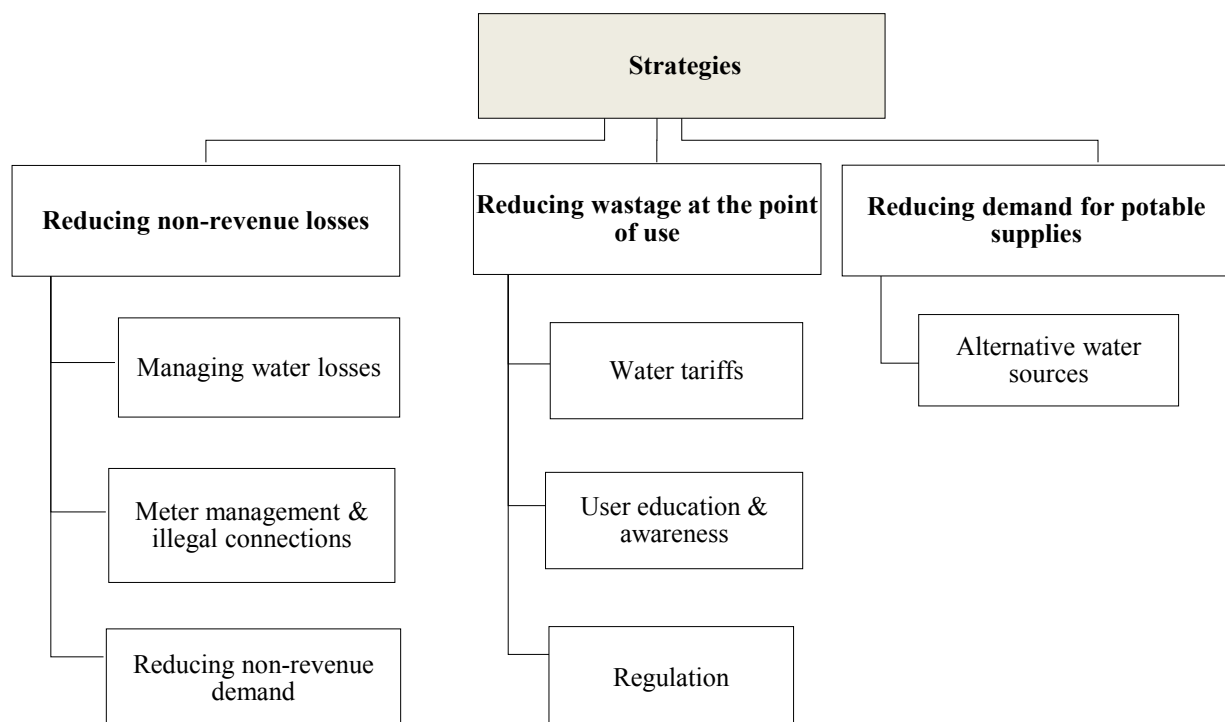 Strategies
Reducing non-revenue losses
Managing water losses
Meter management &
illegal connections
Reducing non-revenue
demand
Reducing wastage at the point
of use
Water tariffs
User education &
awareness
Regulation
Reducing demand for potable
supplies
Alternative water
sources